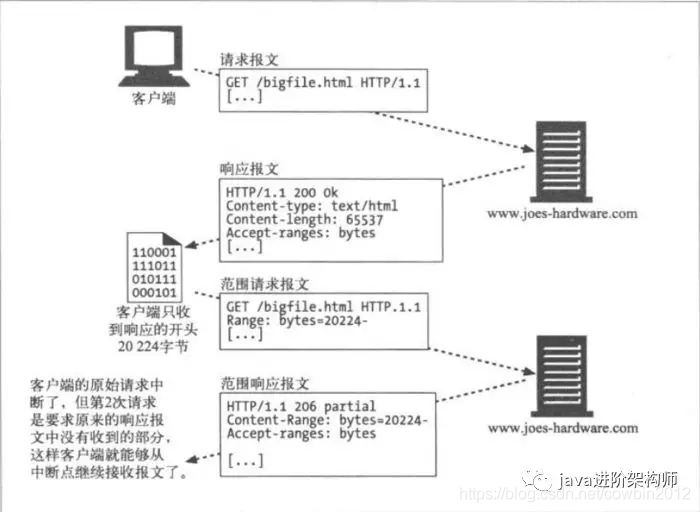 请求报文
GET /bigfile.html HTTP/1.1
[...]
客户端
响应报文
HTTP/1.1 200 Ok
Content-type: text/html
Content-length: 65537
Accept-ranges: bytes
[...]
www.joes-hardware.com
110001
111011
010111
000101
客户端只收
到响应的开头
20 224字节
范围请求报文
GET /bigfile.html HTTP.1.1
Range: bytes=20224-
[...]
客户端的原始请求中
断了，但第2次请求
是要求原来的响应报
文中没有收到的部分，
这样客户端就能够从
中断点继续接收报文了。
范围响应报文
HTTP/1.1 206 partial
Content-Range: bytes=20224-
Accept-ranges: bytes
[...]
www.joes-hardware.com
java进阶架构师
https://blog.csdn.net/cowbin2012